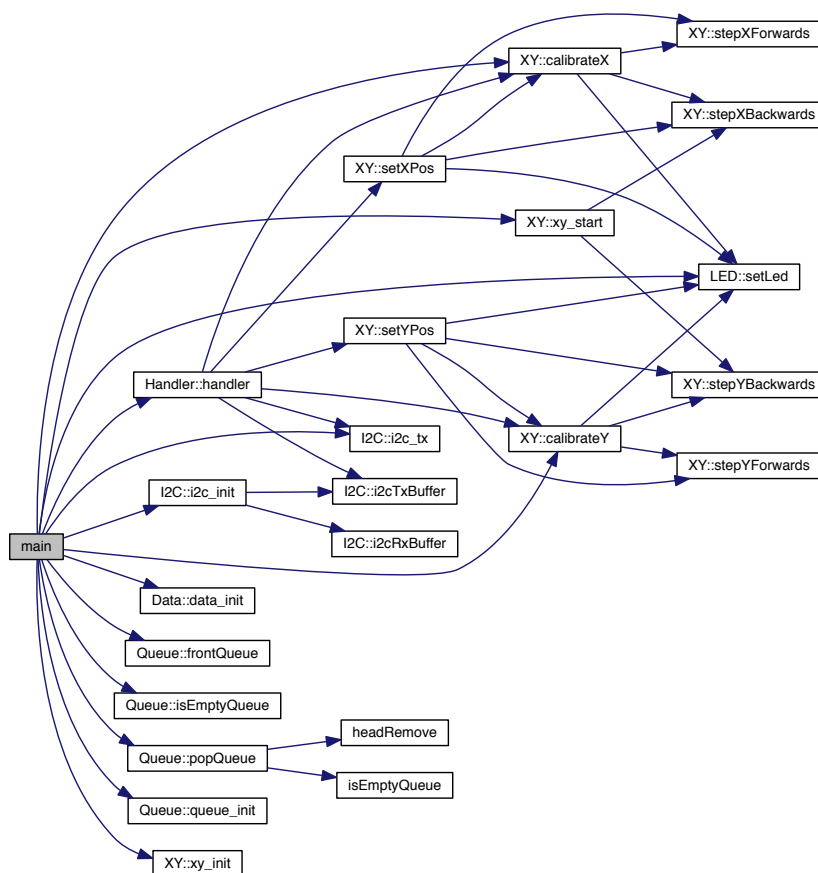 XY::stepXForwards
XY::calibrateX
XY::stepXBackwards
XY::setXPos
XY::xy_start
LED::setLed
XY::setYPos
Handler::handler
XY::stepYBackwards
I2C::i2c_tx
XY::calibrateY
XY::stepYForwards
I2C::i2c_init
I2C::i2cTxBuffer
main
I2C::i2cRxBuffer
Data::data_init
Queue::frontQueue
Queue::isEmptyQueue
headRemove
Queue::popQueue
isEmptyQueue
Queue::queue_init
XY::xy_init